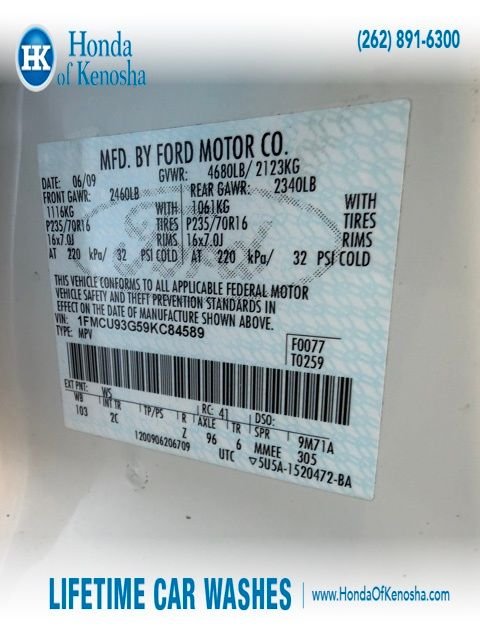 HK Honda of Kenosha
(262) 891-6300
MFD. BY FORD MOTOR CO.
DATE: 06/09 GVWR: 4680LB/ 2123KG
FRONT GAWR: 2460LB REAR GAWR: 2340LB
1116KG WITH 1061KG WITH
P235/70R16 TIRES P235/70R16 TIRES
16x7.0J RIMS 16x7.0J RIMS
AT 220 kPa/ 32 PSI COLD AT 220 kPa/ 32 PSI COLD
THIS VEHICLE CONFORMS TO ALL APPLICABLE FEDERAL MOTOR
VEHICLE SAFETY AND THEFT PREVENTION STANDARDS IN
EFFECT ON THE DATE OF MANUFACTURE SHOWN ABOVE.
VIN: 1FMCU93G59KC84589 F0077
TYPE: MPV T0259
EXT PNT: WS RC: 41 DSO:
WB INT TR TP/PS R AXLE TR SPR 9M71A
103 2C Z 96 6 MMEE 305
1200906206709 UTC ▽5U5A-1520472-BA
Ford
LIFETIME CAR WASHES | www.HondaOfKenosha.com